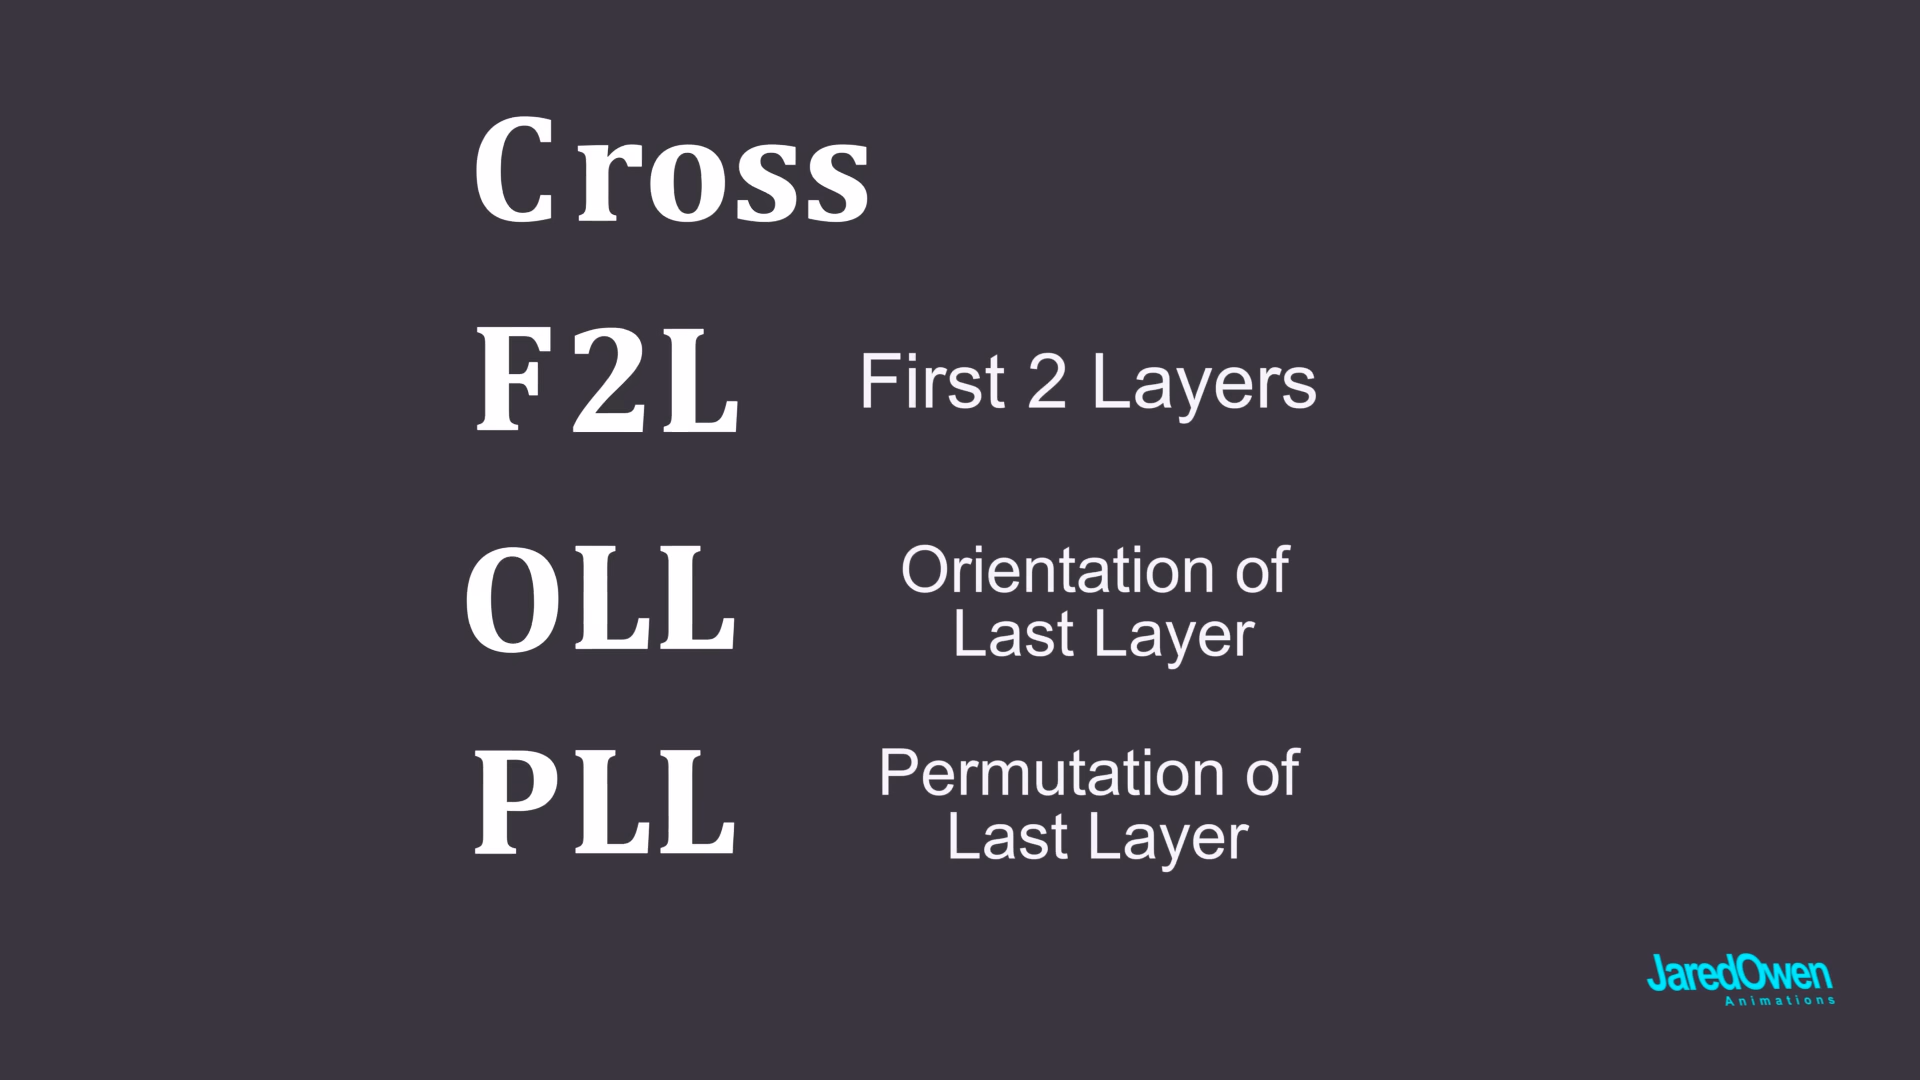 Cross
F2L
First 2 Layers
OLL
Orientation of
Last Layer
PLL
Permutation of
Last Layer
JaredOwen
Animations